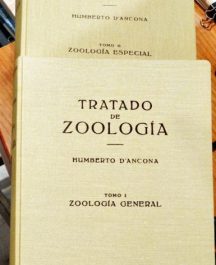 HUMBERTO D'ANCONA
TOMO II
ZOOLOGÍA ESPECIAL
TRATADO
DE
ZOOLOGÍA
HUMBERTO D'ANCONA
TOMO I
ZOOLOGÍA GENERAL